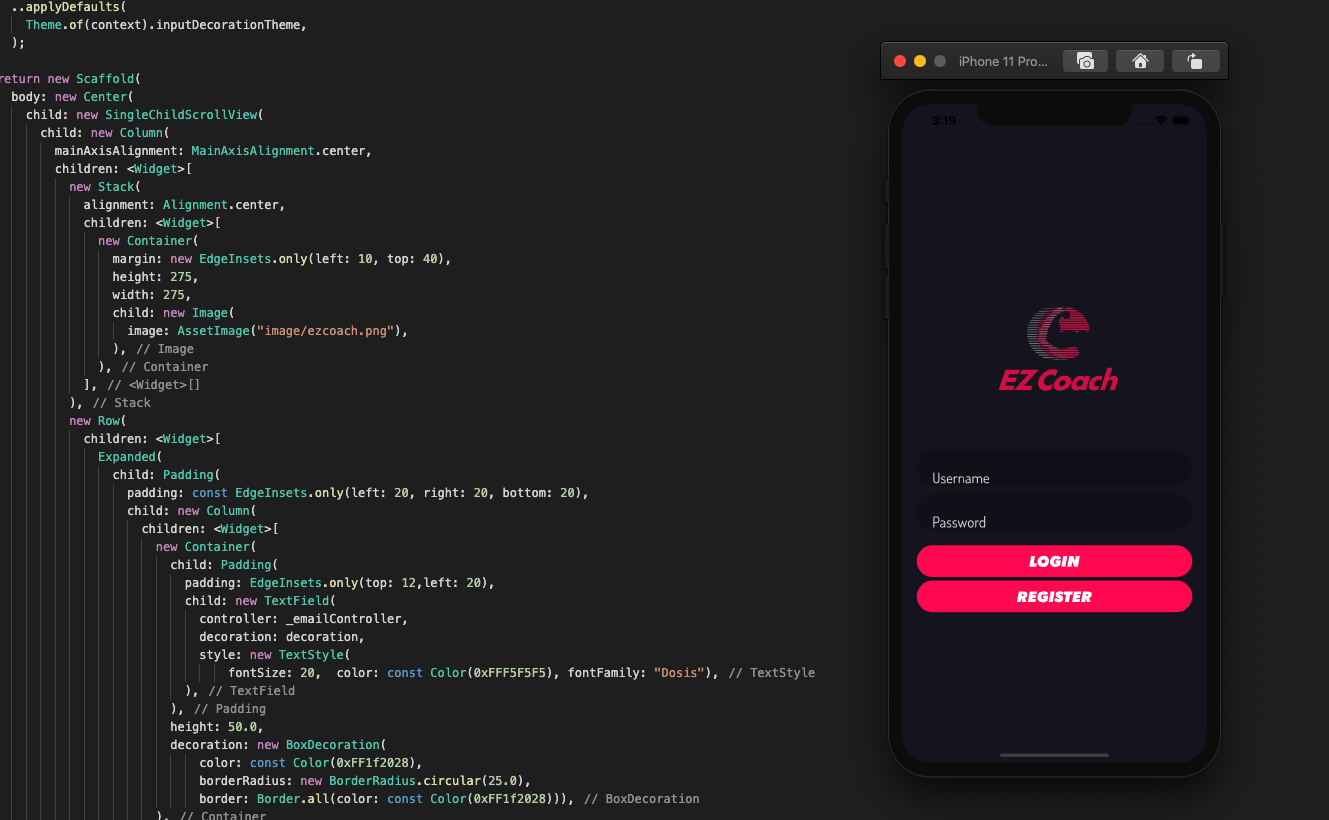 ..applyDefaults(
Theme.of(context).inputDecorationTheme,
);
return new Scaffold(
body: new Center(
child: new SingleChildScrollView(
child: new Column(
mainAxisAlignment: MainAxisAlignment.center,
children: <Widget>[
new Stack(
alignment: Alignment.center,
children: <Widget>[
new Container(
margin: new EdgeInsets.only(left: 10, top: 40),
height: 275,
width: 275,
child: new Image(
image: AssetImage("image/ezcoach.png"),
), // Image
), // Container
], // <Widget>[]
), // Stack
new Row(
children: <Widget>[
Expanded(
child: Padding(
padding: const EdgeInsets.only(left: 20, right: 20, bottom: 20),
child: new Column(
children: <Widget>[
new Container(
child: Padding(
padding: EdgeInsets.only(top: 12,left: 20),
child: new TextField(
controller: _emailController,
decoration: decoration,
style: new TextStyle(
fontSize: 20,  color: const Color(0xFFF5F5F5), fontFamily: "Dosis"), // TextStyle
), // TextField
), // Padding
height: 50.0,
decoration: new BoxDecoration(
color: const Color(0xFF1f2028),
borderRadius: new BorderRadius.circular(25.0),
border: Border.all(color: const Color(0xFF1f2028))), // BoxDecoration
), // Container
iPhone 11 Pro...
3:19
EZCoach
Username
Password
LOGIN
REGISTER